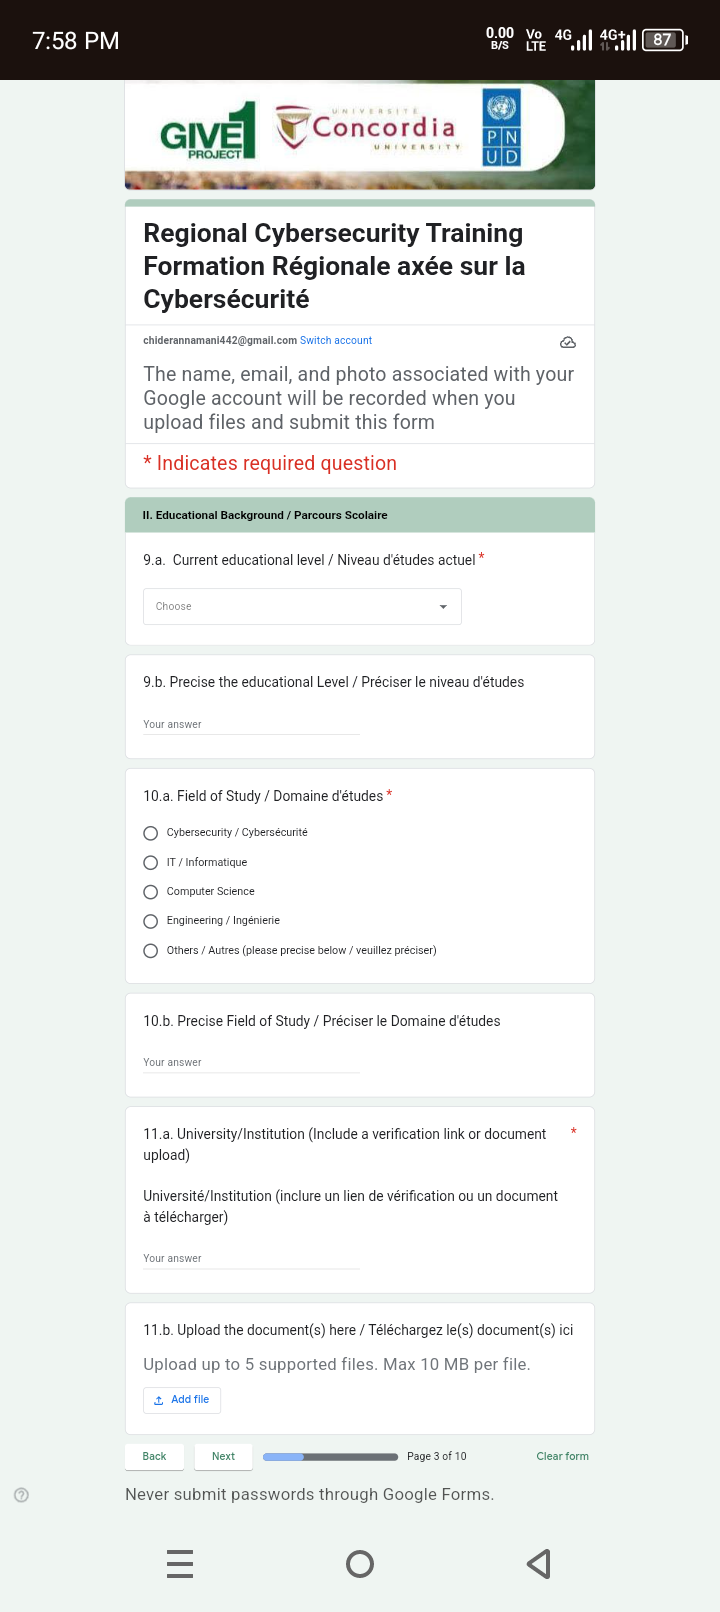 7:58 PM
0.00 B/S Vo LTE 4G 4G+ 87
GIVE1 PROJECT
UNIVERSITÉ
Concordia
UNIVERSITY
P N
U D
Regional Cybersecurity Training
Formation Régionale axée sur la
Cybersécurité
chiderannamani442@gmail.com Switch account
The name, email, and photo associated with your
Google account will be recorded when you
upload files and submit this form
* Indicates required question
II. Educational Background / Parcours Scolaire
9.a. Current educational level / Niveau d'études actuel *
Choose
9.b. Precise the educational Level / Préciser le niveau d'études
Your answer
10.a. Field of Study / Domaine d'études *
Cybersecurity / Cybersécurité
IT / Informatique
Computer Science
Engineering / Ingénierie
Others / Autres (please precise below / veuillez préciser)
10.b. Precise Field of Study / Préciser le Domaine d'études
Your answer
11.a. University/Institution (Include a verification link or document *
upload)
Université/Institution (inclure un lien de vérification ou un document
à télécharger)
Your answer
11.b. Upload the document(s) here / Téléchargez le(s) document(s) ici
Upload up to 5 supported files. Max 10 MB per file.
Add file
Back Next Page 3 of 10 Clear form
Never submit passwords through Google Forms.